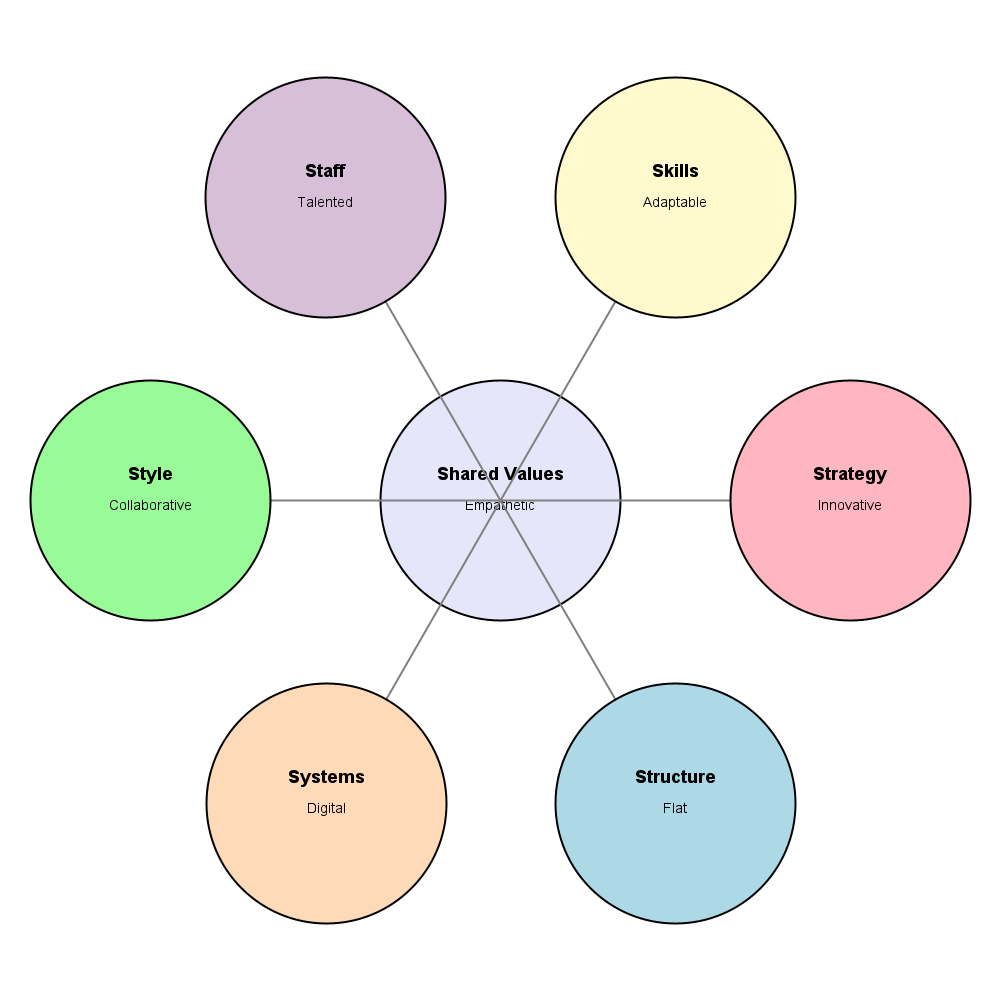 Staff
Talented
Skills
Adaptable
Style
Collaborative
Shared Values
Empathetic
Strategy
Innovative
Systems
Digital
Structure
Flat